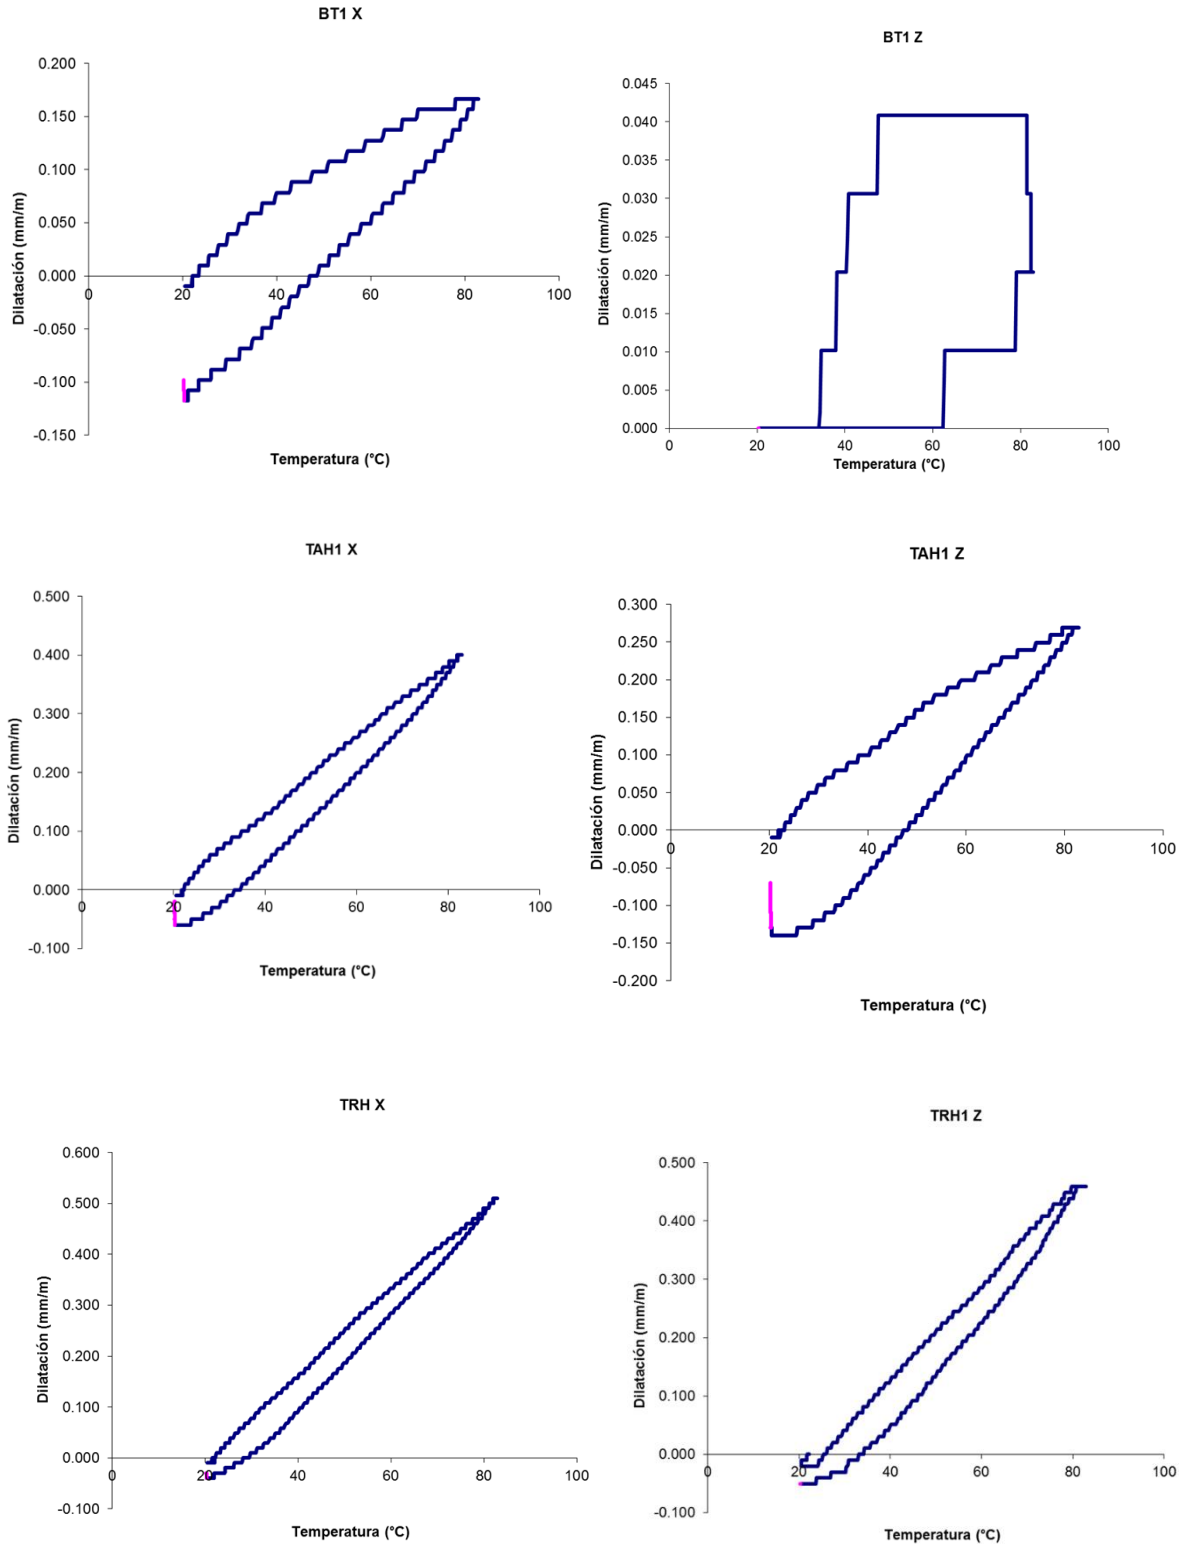 BT1 X
0.200
0.150
0.100
0.050
0.000
-0.050
-0.100
-0.150
0 20 40 60 80 100
Dilatación (mm/m)
Temperatura (°C)
BT1 Z
0.045
0.040
0.035
0.030
0.025
0.020
0.015
0.010
0.005
0.000
0 20 40 60 80 100
Dilatación (mm/m)
Temperatura (°C)
TAH1 X
0.500
0.400
0.300
0.200
0.100
0.000
-0.100
0 20 40 60 80 100
Dilatación (mm/m)
Temperatura (°C)
TAH1 Z
0.300
0.250
0.200
0.150
0.100
0.050
0.000
-0.050
-0.100
-0.150
-0.200
0 20 40 60 80 100
Dilatación (mm/m)
Temperatura (°C)
TRH X
0.600
0.500
0.400
0.300
0.200
0.100
0.000
-0.100
0 20 40 60 80 100
Dilatación (mm/m)
Temperatura (°C)
TRH1 Z
0.500
0.400
0.300
0.200
0.100
0.000
-0.100
0 20 40 60 80 100
Dilatación (mm/m)
Temperatura (°C)